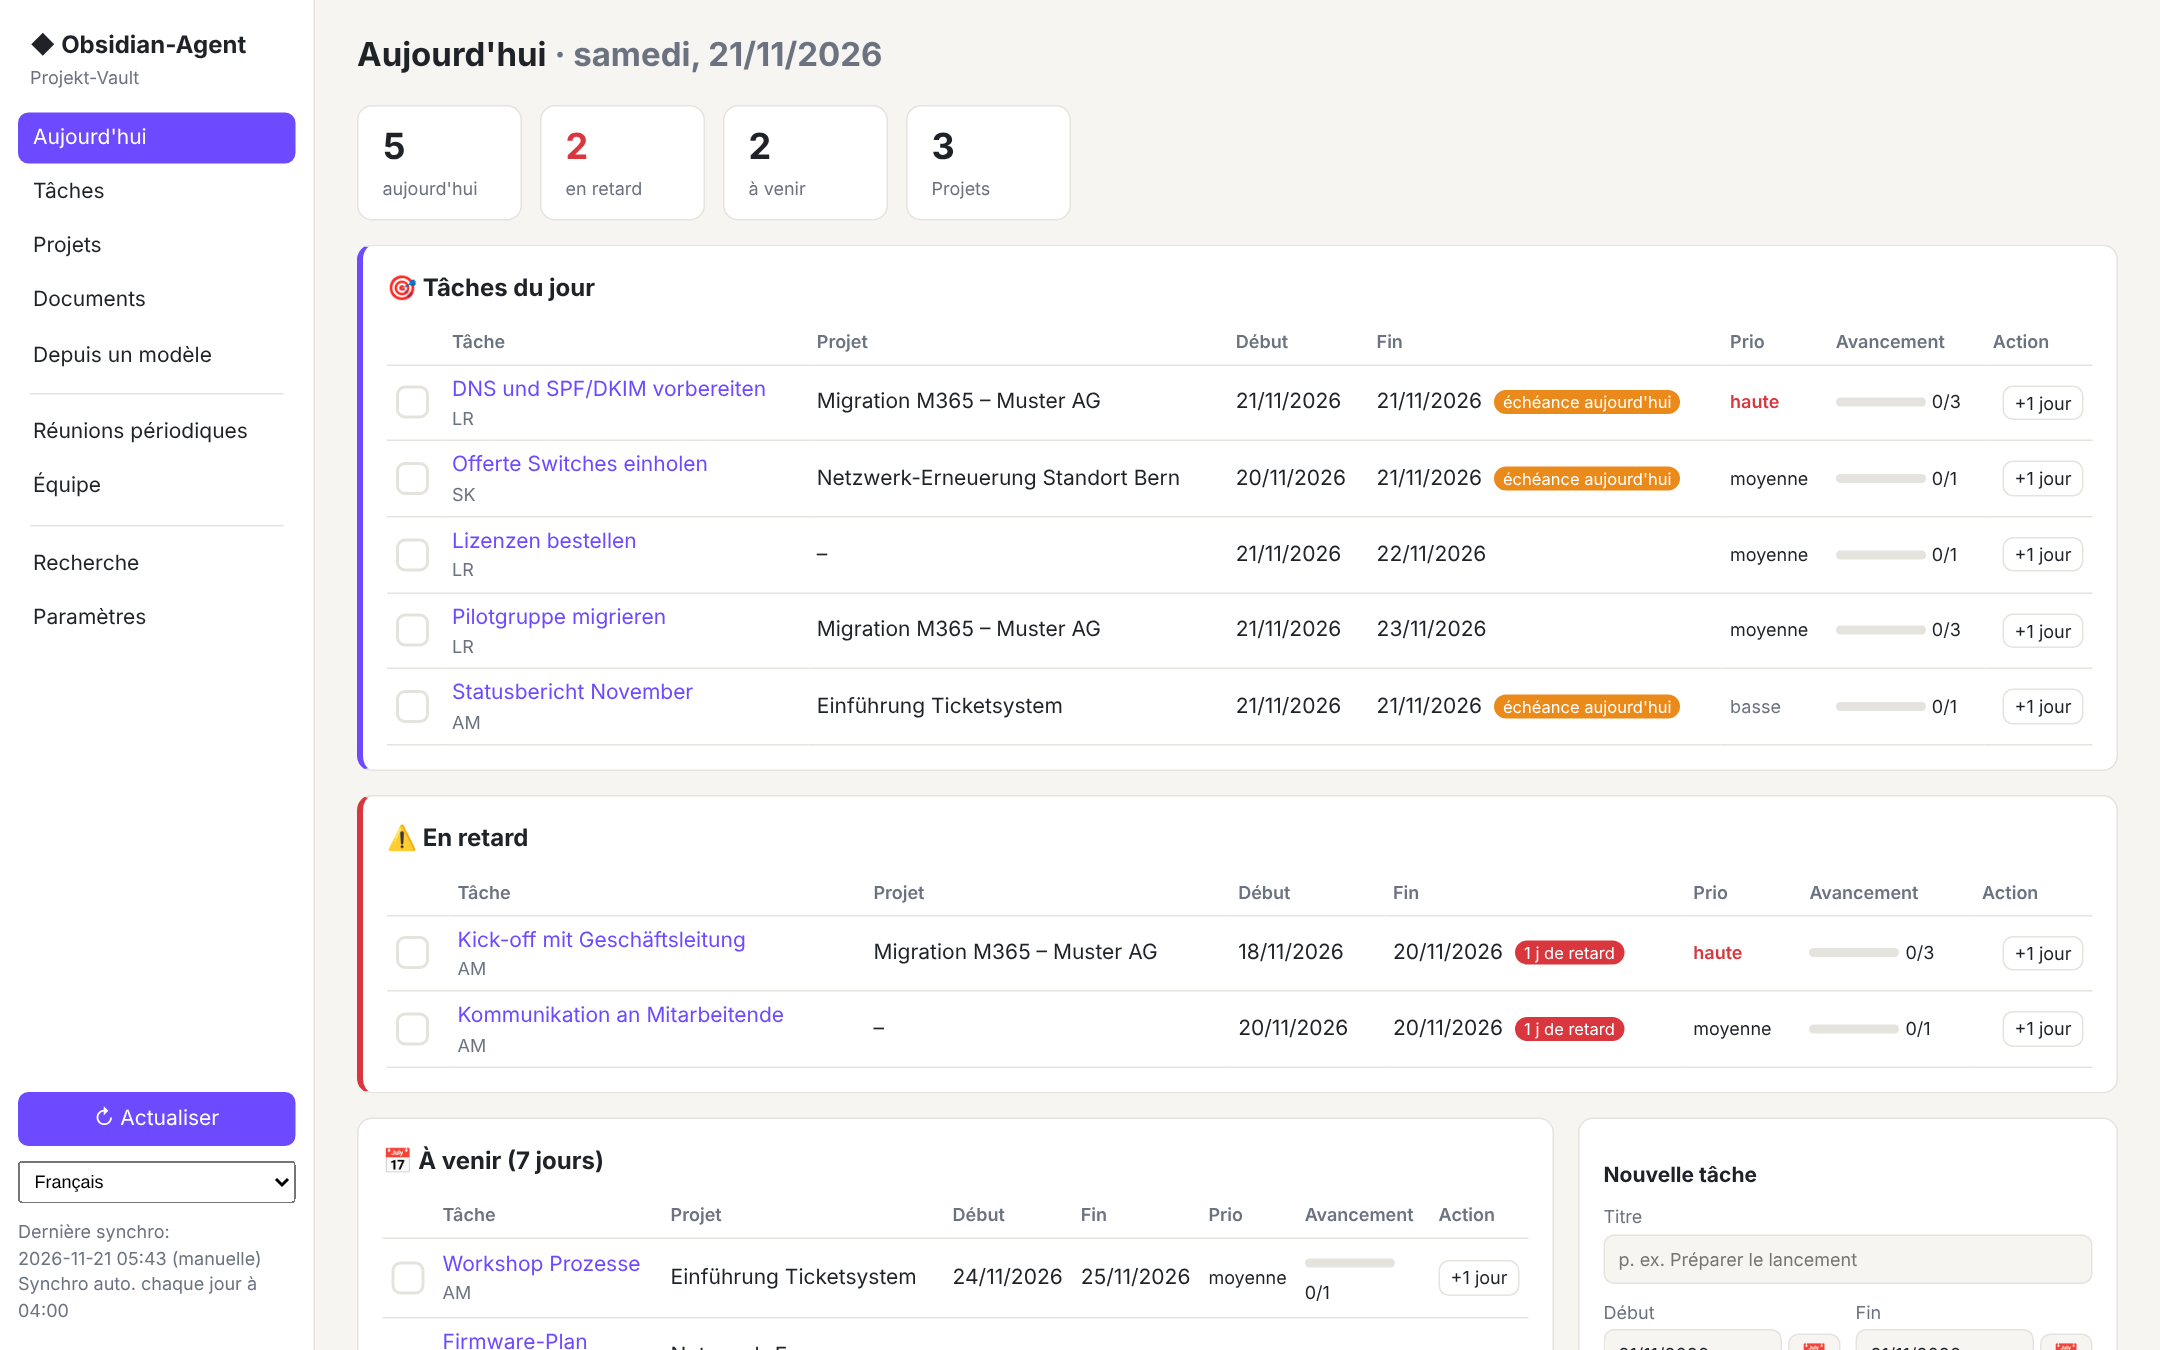 ◆ Obsidian-Agent
Projekt-Vault
Aujourd'hui
Tâches
Projets
Documents
Depuis un modèle
Réunions périodiques
Équipe
Recherche
Paramètres
↻ Actualiser
Français
Dernière synchro:
2026-11-21 05:43 (manuelle)
Synchro auto. chaque jour à
04:00
Aujourd'hui · samedi, 21/11/2026
5 aujourd'hui
2 en retard
2 à venir
3 Projets
🎯 Tâches du jour
Tâche Projet Début Fin Prio Avancement Action
DNS und SPF/DKIM vorbereiten
LR
Migration M365 – Muster AG 21/11/2026 21/11/2026 échéance aujourd'hui haute 0/3 +1 jour
Offerte Switches einholen
SK
Netzwerk-Erneuerung Standort Bern 20/11/2026 21/11/2026 échéance aujourd'hui moyenne 0/1 +1 jour
Lizenzen bestellen
LR
– 21/11/2026 22/11/2026 moyenne 0/1 +1 jour
Pilotgruppe migrieren
LR
Migration M365 – Muster AG 21/11/2026 23/11/2026 moyenne 0/3 +1 jour
Statusbericht November
AM
Einführung Ticketsystem 21/11/2026 21/11/2026 échéance aujourd'hui basse 0/1 +1 jour
⚠️ En retard
Tâche Projet Début Fin Prio Avancement Action
Kick-off mit Geschäftsleitung
AM
Migration M365 – Muster AG 18/11/2026 20/11/2026 1 j de retard haute 0/3 +1 jour
Kommunikation an Mitarbeitende
AM
– 20/11/2026 20/11/2026 1 j de retard moyenne 0/1 +1 jour
📅 À venir (7 jours)
Tâche Projet Début Fin Prio Avancement Action
Workshop Prozesse
AM
Einführung Ticketsystem 24/11/2026 25/11/2026 moyenne 0/1 +1 jour
Firmware-Plan
Nouvelle tâche
Titre
p. ex. Préparer le lancement
Début Fin